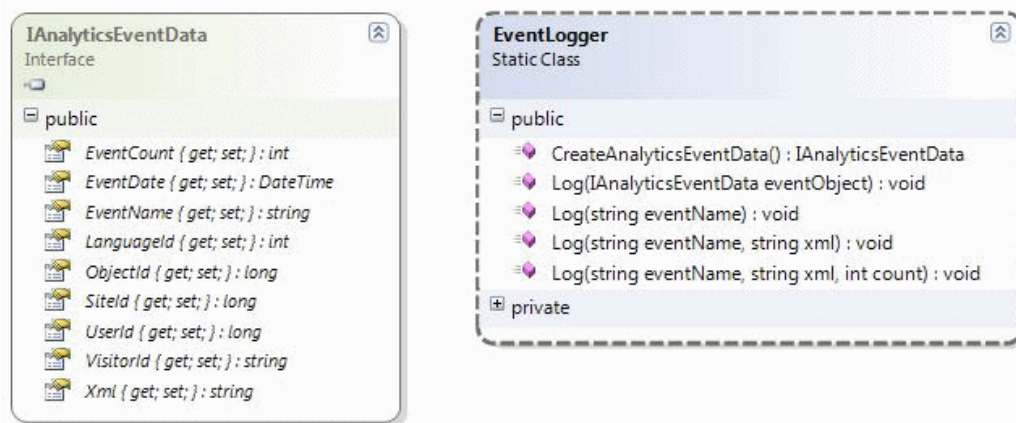 IAnalyticsEventData
Interface
public
EventCount { get; set; } : int
EventDate { get; set; } : DateTime
EventName { get; set; } : string
LanguageId { get; set; } : int
ObjectId { get; set; } : long
SiteId { get; set; } : long
UserId { get; set; } : long
VisitorId { get; set; } : string
Xml { get; set; } : string
EventLogger
Static Class
public
CreateAnalyticsEventData() : IAnalyticsEventData
Log(IAnalyticsEventData eventObject) : void
Log(string eventName) : void
Log(string eventName, string xml) : void
Log(string eventName, string xml, int count) : void
private